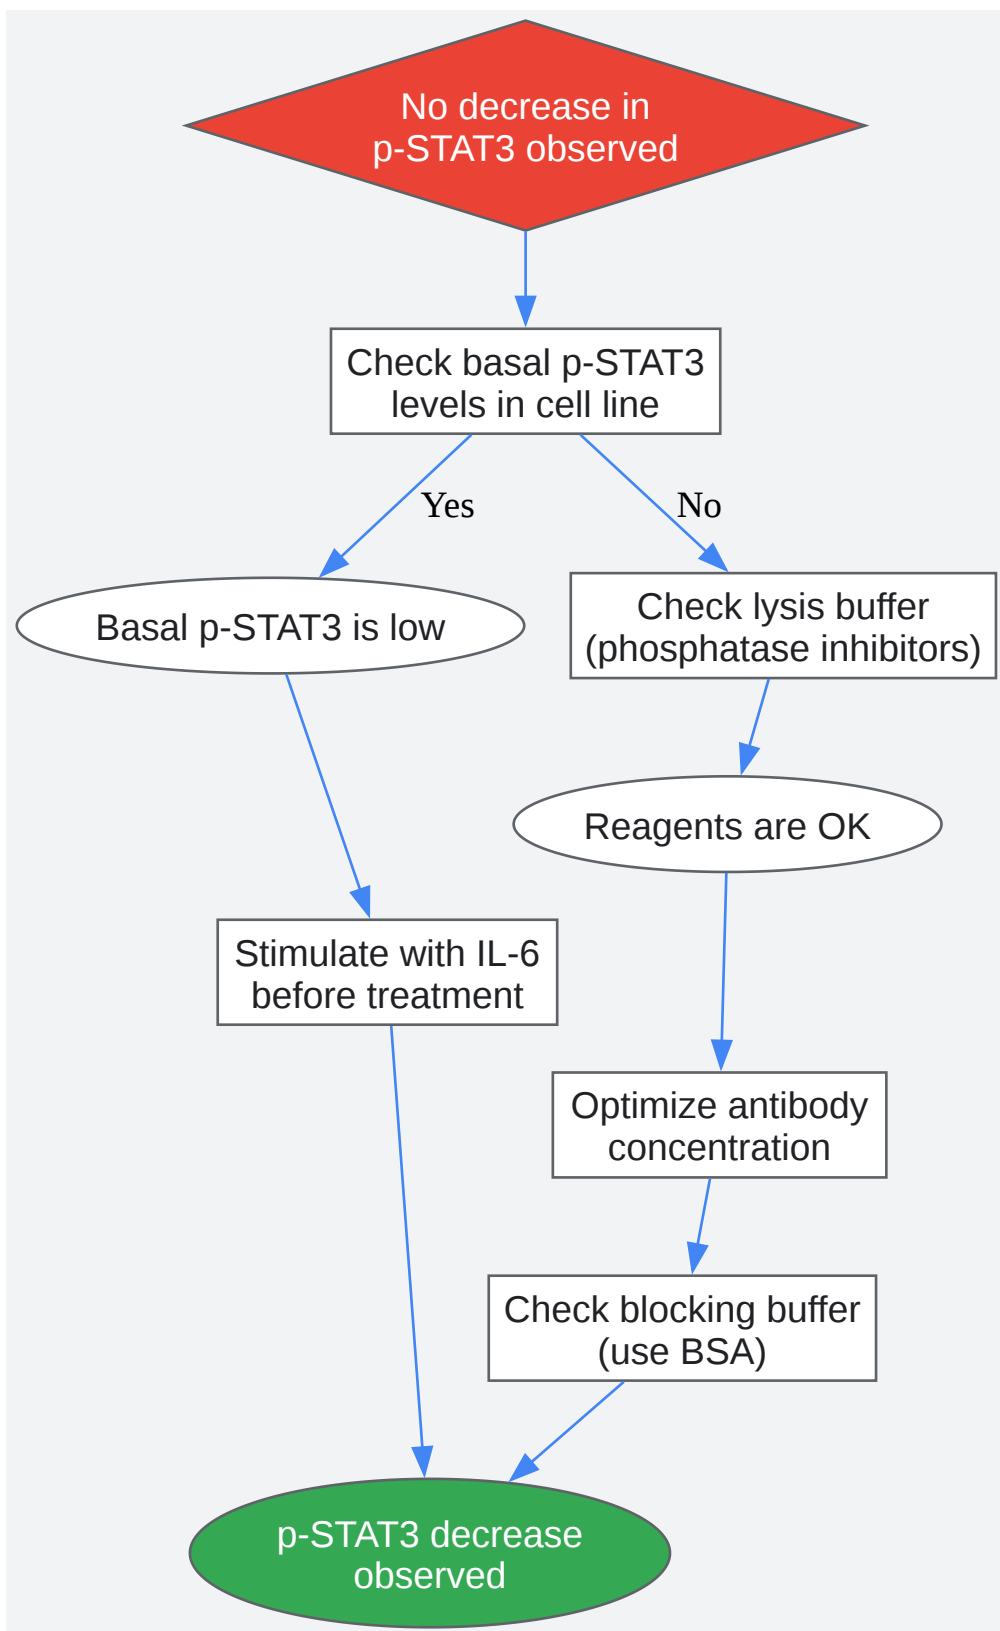 No decrease in
p-STAT3 observed
Check basal p-STAT3
levels in cell line
Yes
No
Basal p-STAT3 is low
Check lysis buffer
(phosphatase inhibitors)
Reagents are OK
Stimulate with IL-6
before treatment
Optimize antibody
concentration
Check blocking buffer
(use BSA)
p-STAT3 decrease
observed